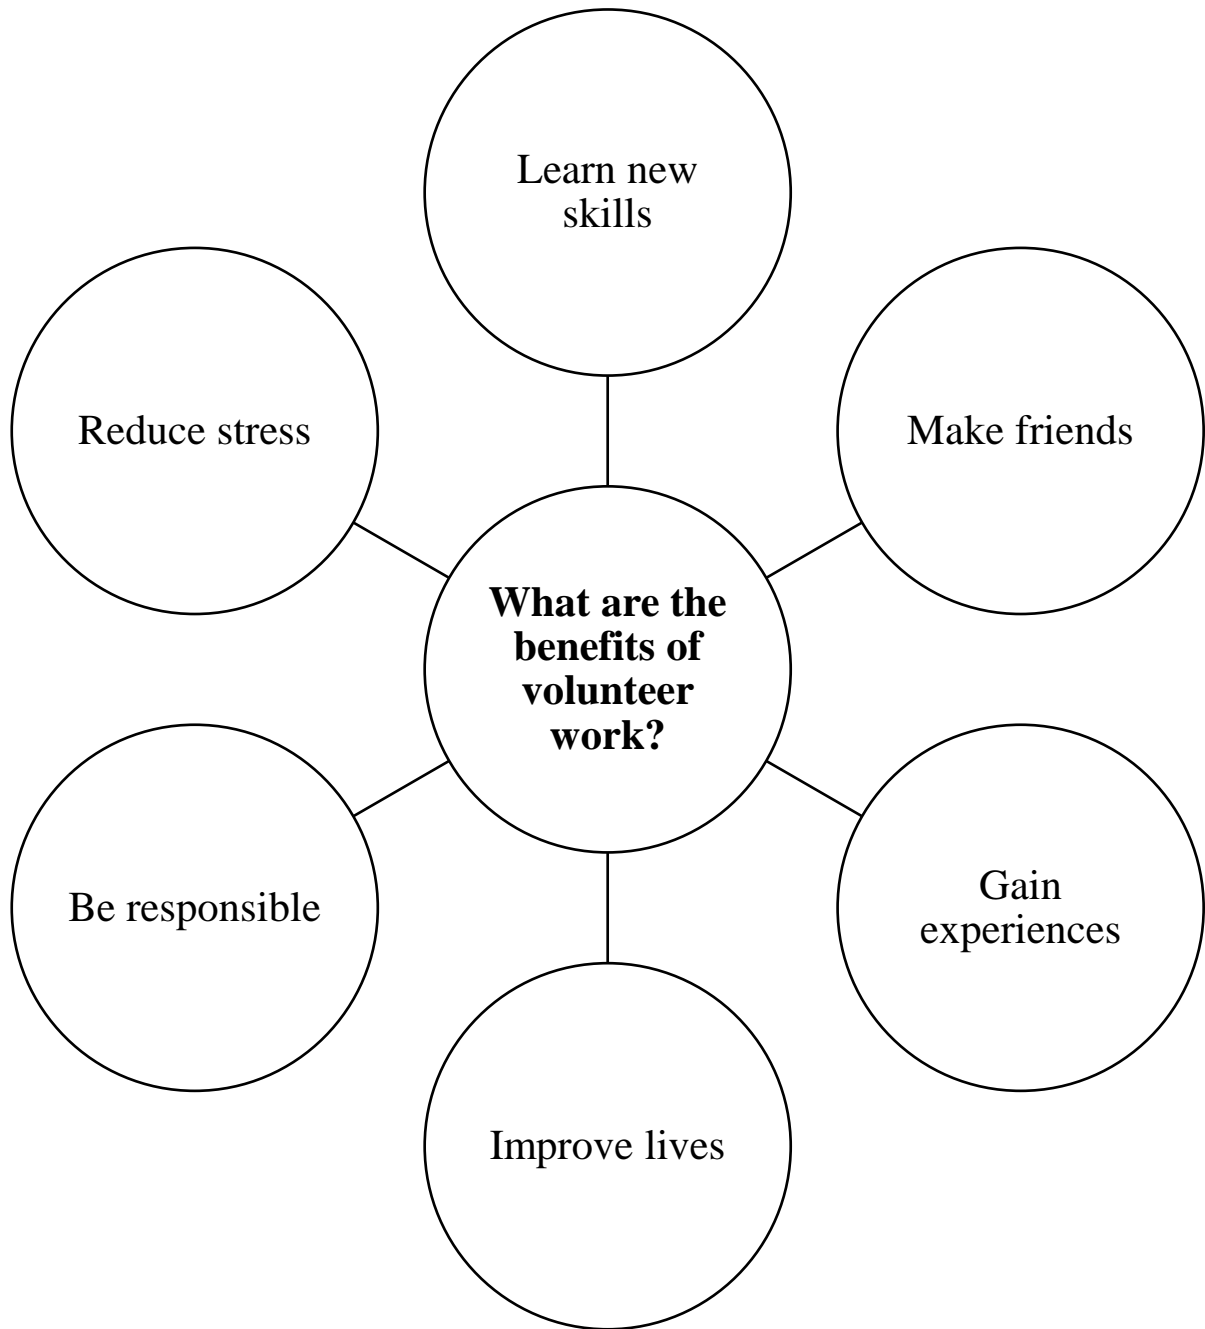 Learn new
skills
Reduce stress
Make friends
What are the
benefits of
volunteer
work?
Be responsible
Gain
experiences
Improve lives